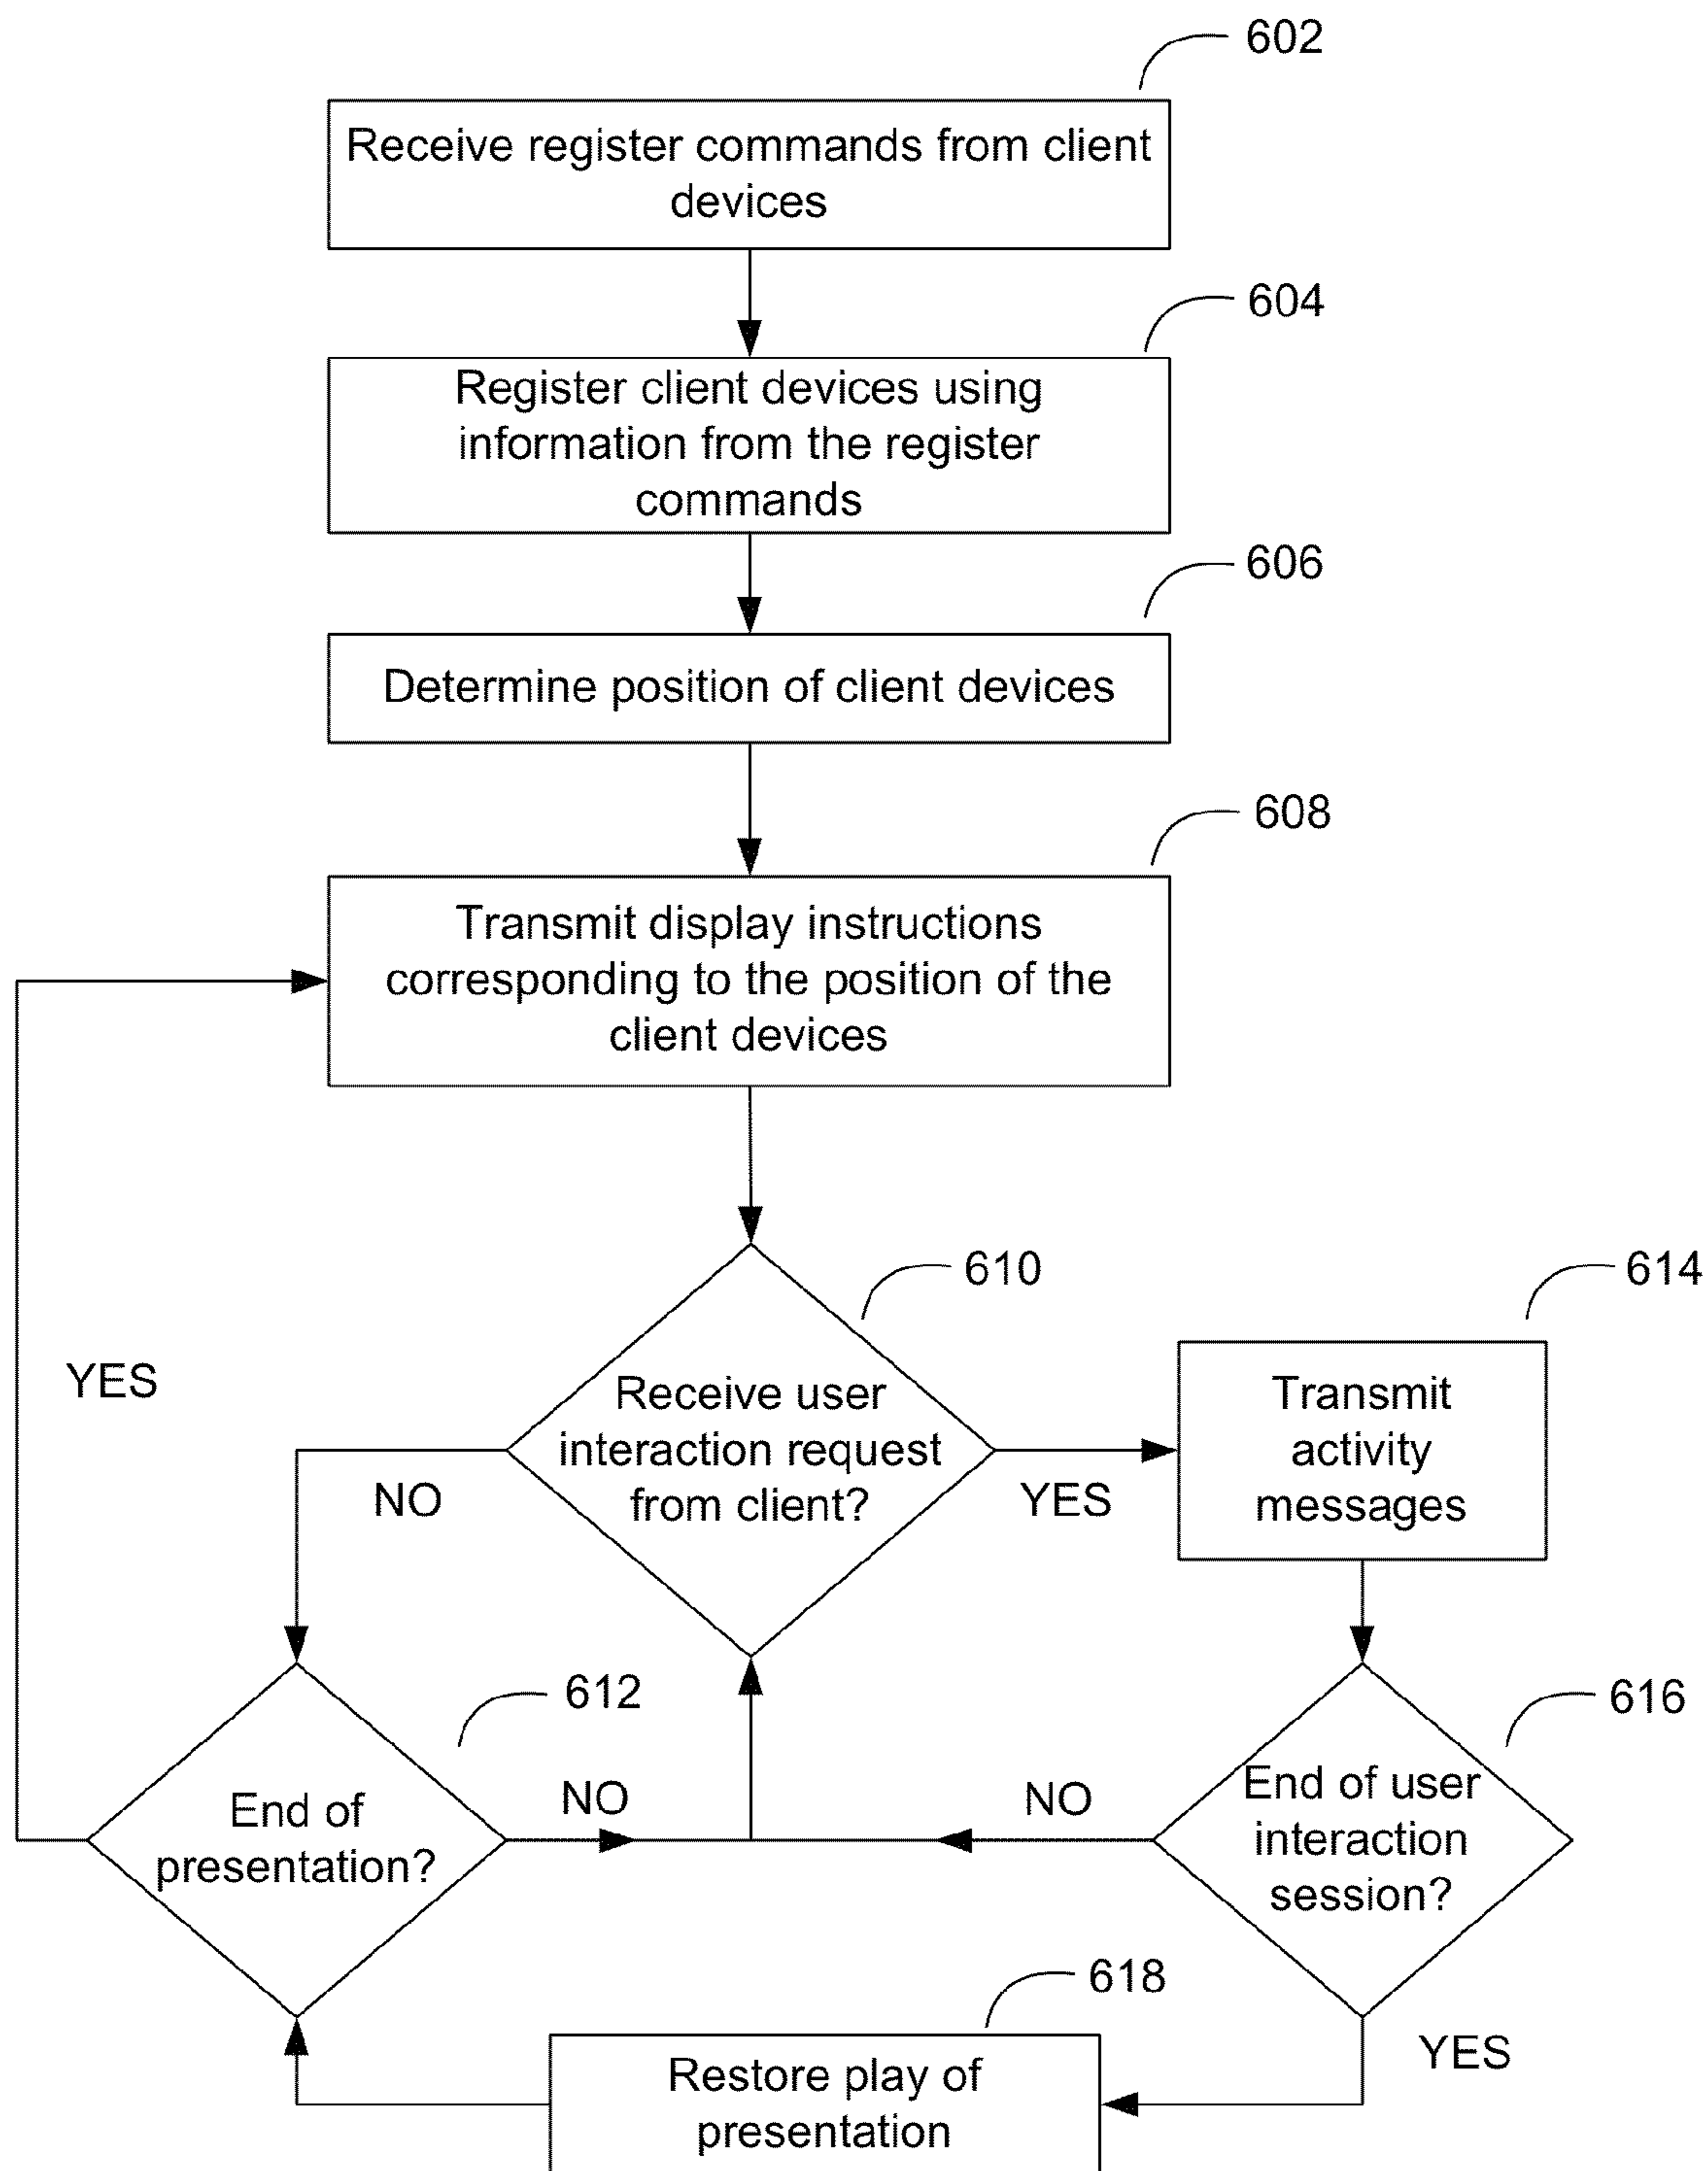 602
Receive register commands from client
devices
604
Register client devices using
information from the register
commands
606
Determine position of client devices
608
Transmit display instructions
corresponding to the position of the
client devices
610
614
YES
Receive user
interaction request
from client?
Transmit
activity
messages
NO
YES
612
616
End of
presentation?
NO
NO
End of user
interaction
session?
618
YES
Restore play of
presentation